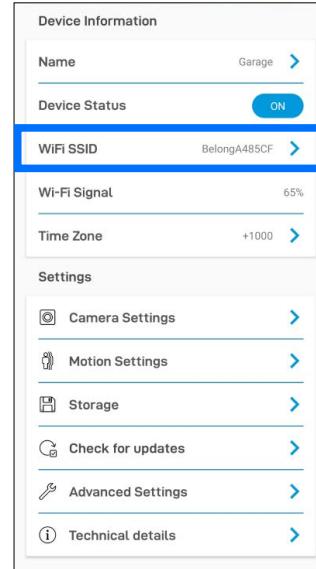 Device Information
Name Garage
Device Status ON
WiFi SSID BelongA485CF
Wi-Fi Signal 65%
Time Zone +1000
Settings
Camera Settings
Motion Settings
Storage
Check for updates
Advanced Settings
Technical details